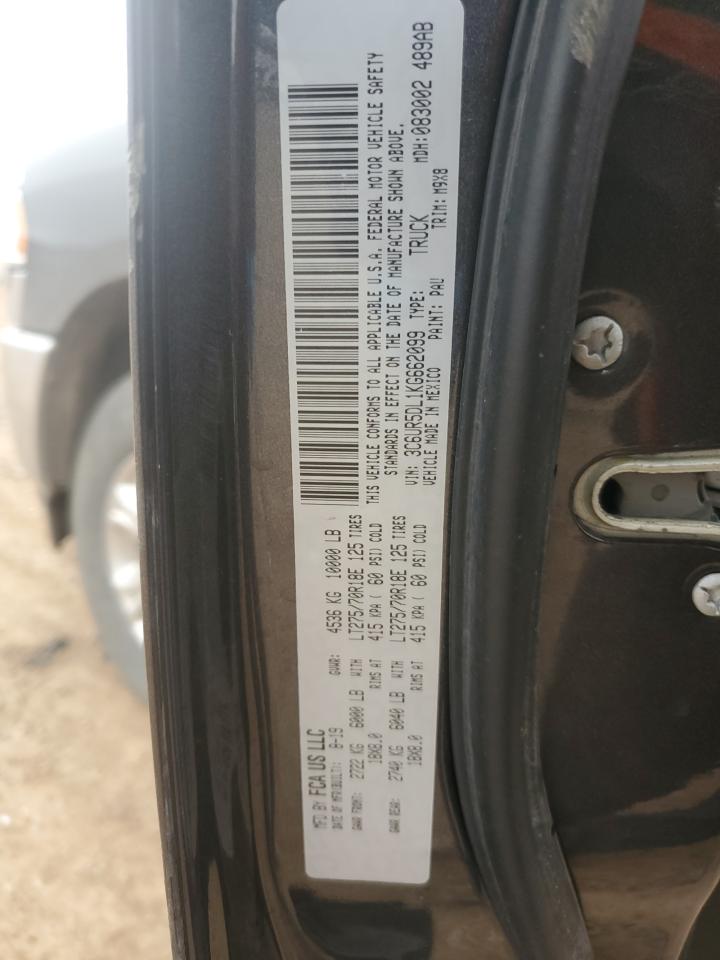 MFD BY FCA US LLC
DATE OF MFR(BUILT): 8-19 GVWR: 4536 KG 10000 LB
GAWR FRONT: 2722 KG 6000 LB WITH LT275/70R18E 125 TIRES
18X8.0 RIMS AT 415 KPA ( 60 PSI) COLD
GAWR REAR: 2740 KG 6040 LB WITH LT275/70R18E 125 TIRES
18X8.0 RIMS AT 415 KPA ( 60 PSI) COLD
THIS VEHICLE CONFORMS TO ALL APPLICABLE U.S.A. FEDERAL MOTOR VEHICLE SAFETY
STANDARDS IN EFFECT ON THE DATE OF MANUFACTURE SHOWN ABOVE.
VIN: 3C6UR5DL1KG662099 TYPE: TRUCK MDH:083002 489AB
VEHICLE MADE IN MEXICO PAINT: PAU TRIM: M9X8